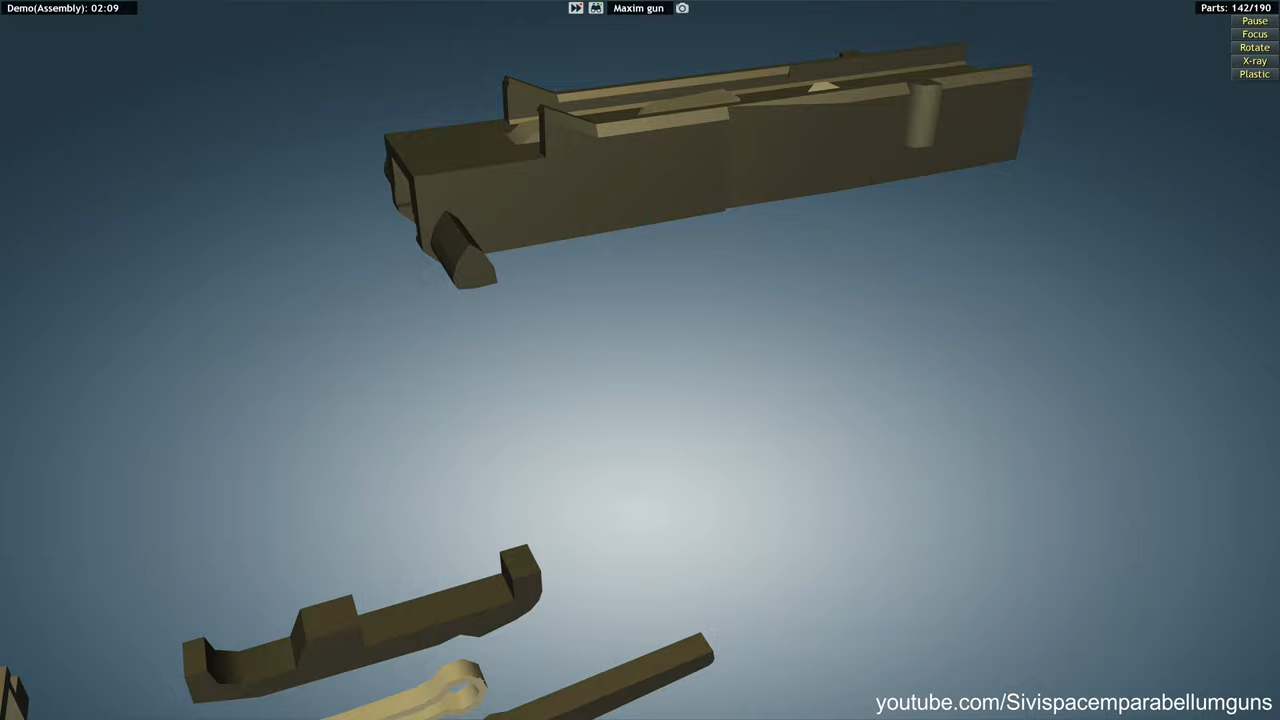 Demo(Assembly): 02:09
Maxim gun
Parts: 142/190
Pause
Focus
Rotate
X-ray
Plastic
youtube.com/Sivispacemparabellumguns